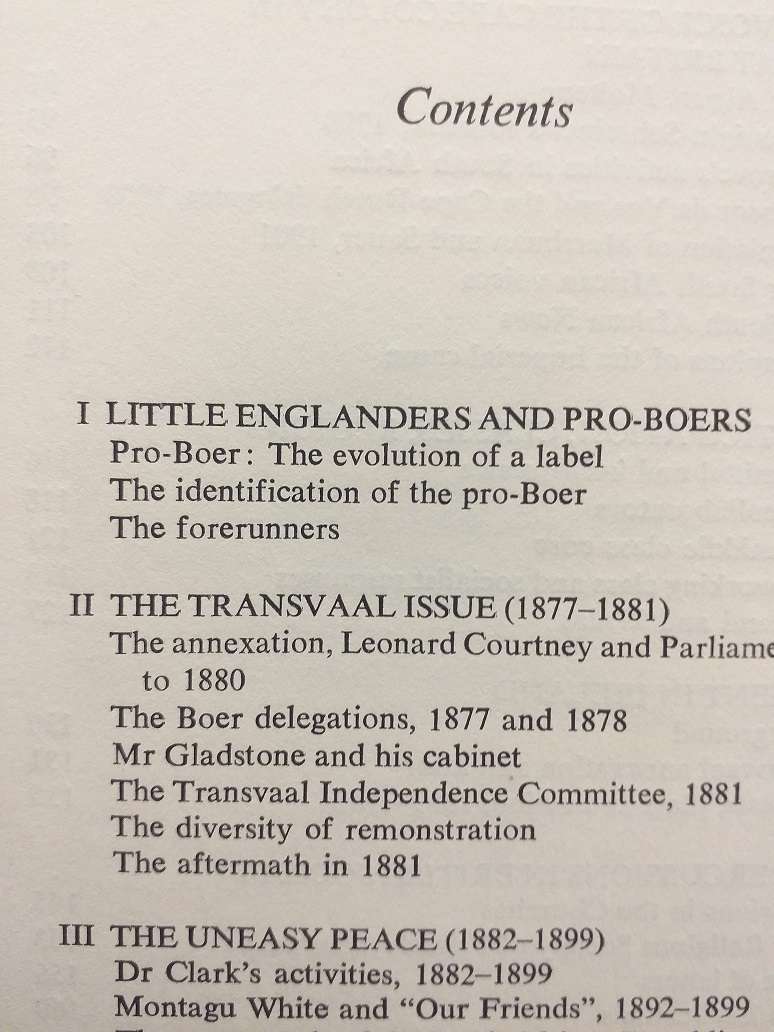 Contents
I LITTLE ENGLANDERS AND PRO-BOERS
Pro-Boer: The evolution of a label
The identification of the pro-Boer
The forerunners
II THE TRANSVAAL ISSUE (1877–1881)
The annexation, Leonard Courtney and Parliame
to 1880
The Boer delegations, 1877 and 1878
Mr Gladstone and his cabinet
The Transvaal Independence Committee, 1881
The diversity of remonstration
The aftermath in 1881
III THE UNEASY PEACE (1882–1899)
Dr Clark's activities, 1882–1899
Montagu White and “Our Friends”, 1892–1899